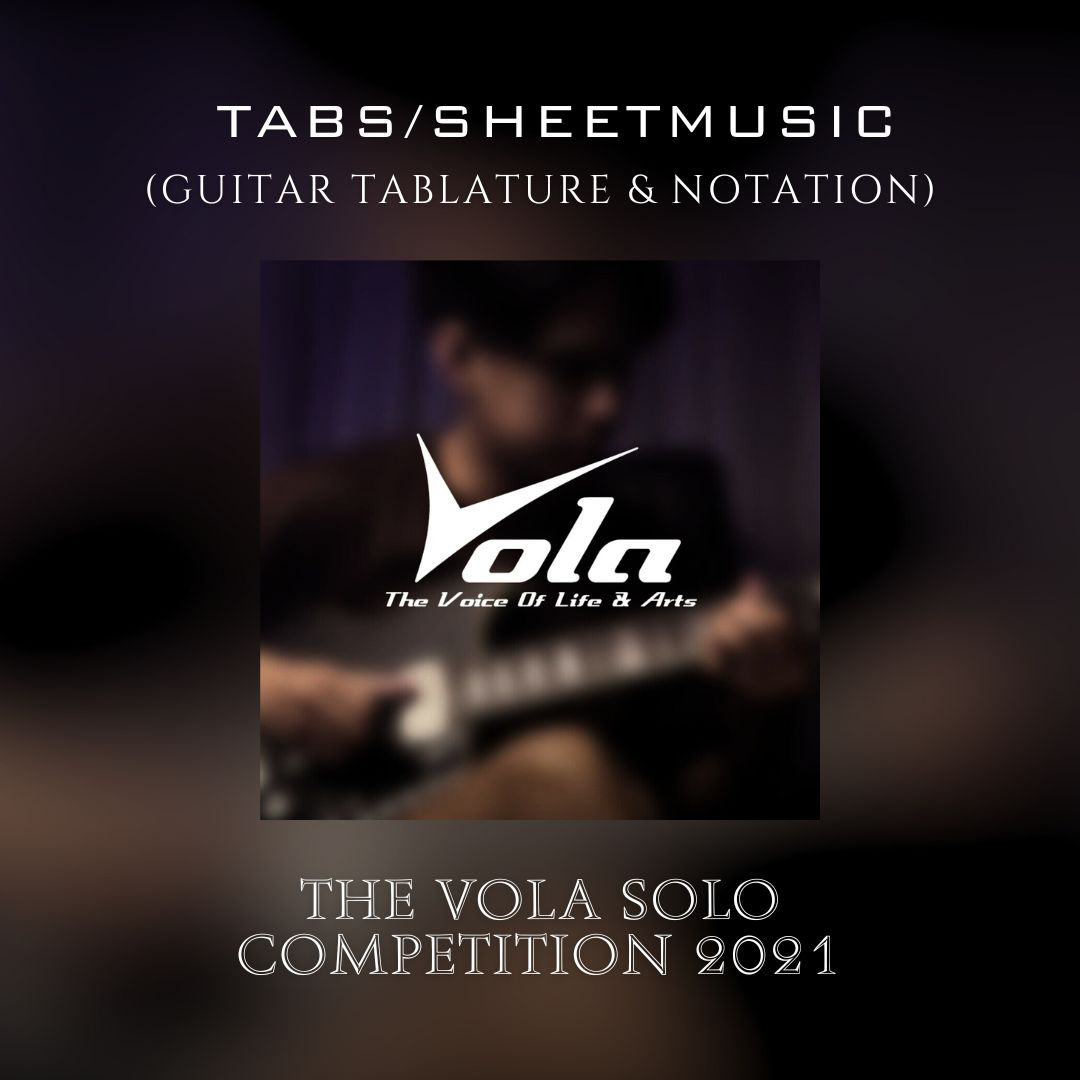 TABS/SHEETMUSIC
(GUITAR TABLATURE & NOTATION)
Vola
The Voice Of Life & Arts
THE VOLA SOLO
COMPETITION 2021